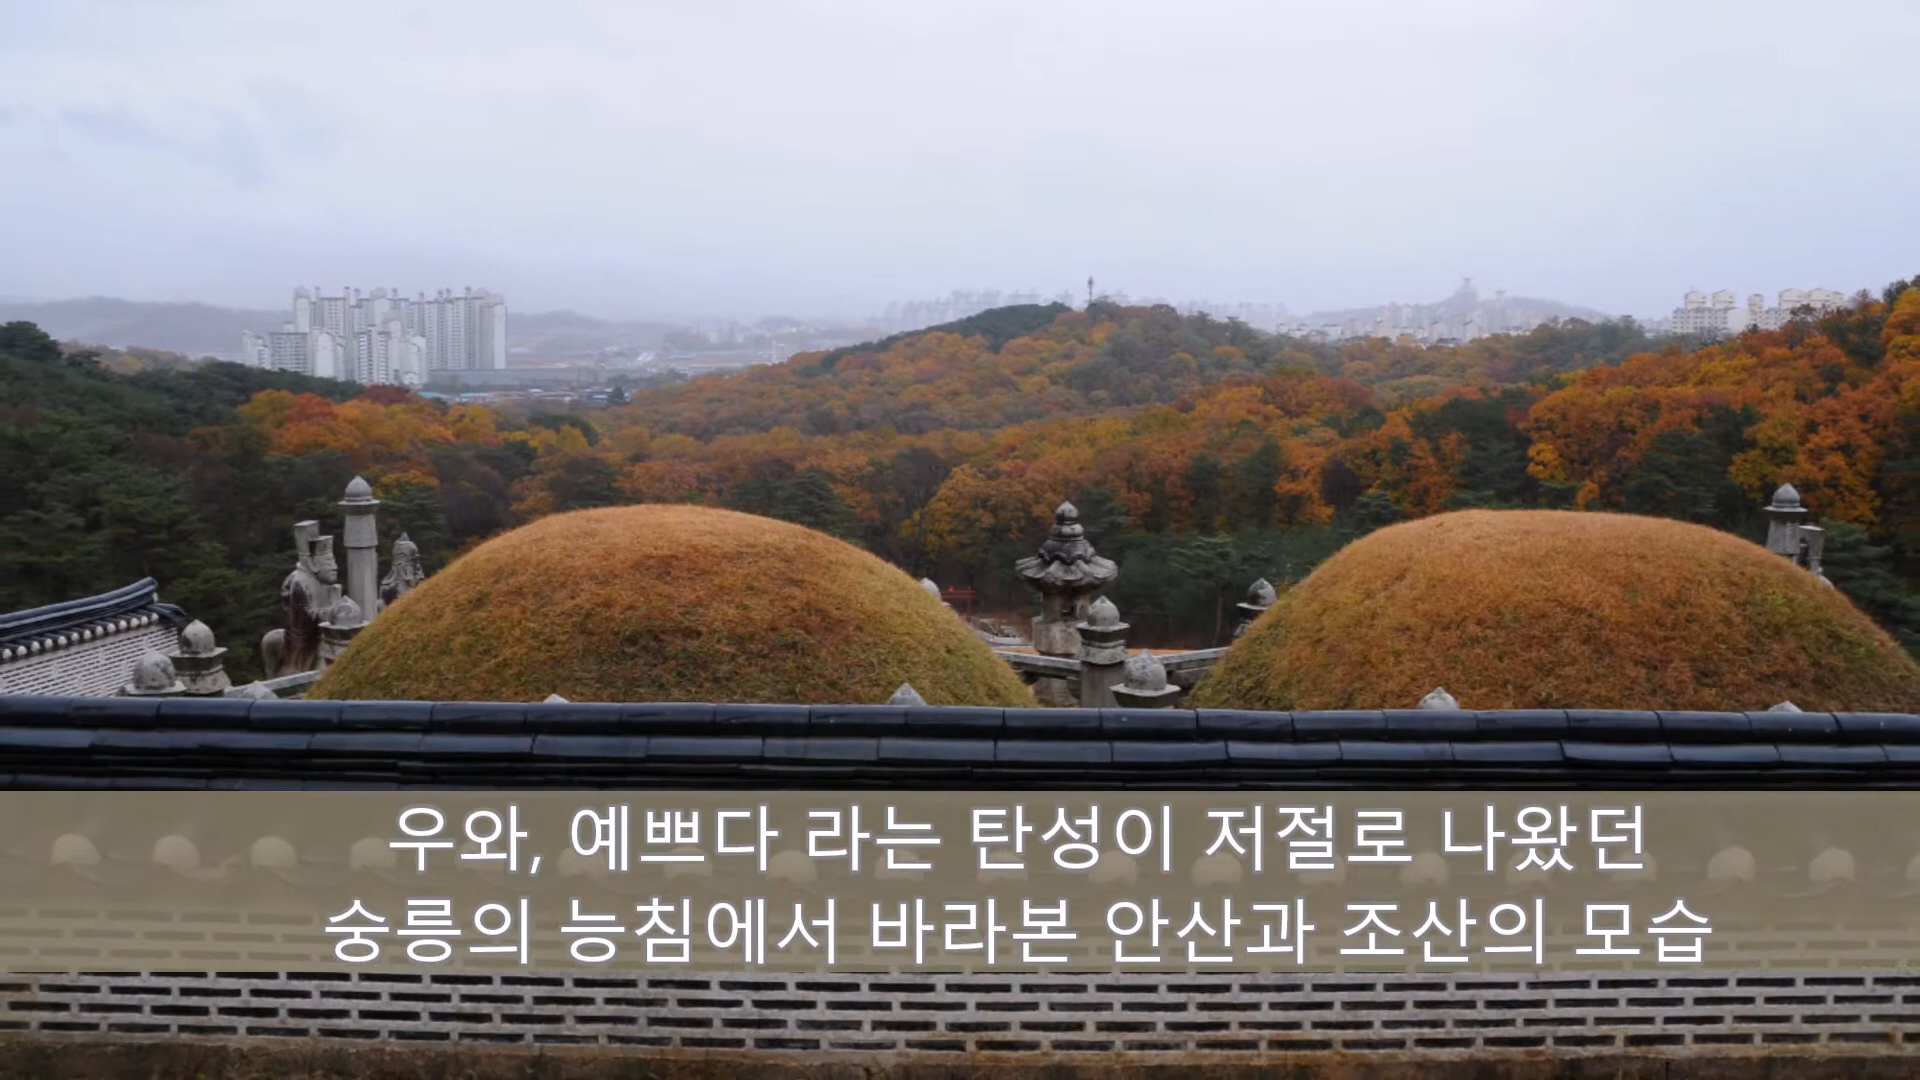 우와, 예쁘다 라는 탄성이 저절로 나왔던
숭릉의 능침에서 바라본 안산과 조산의 모습